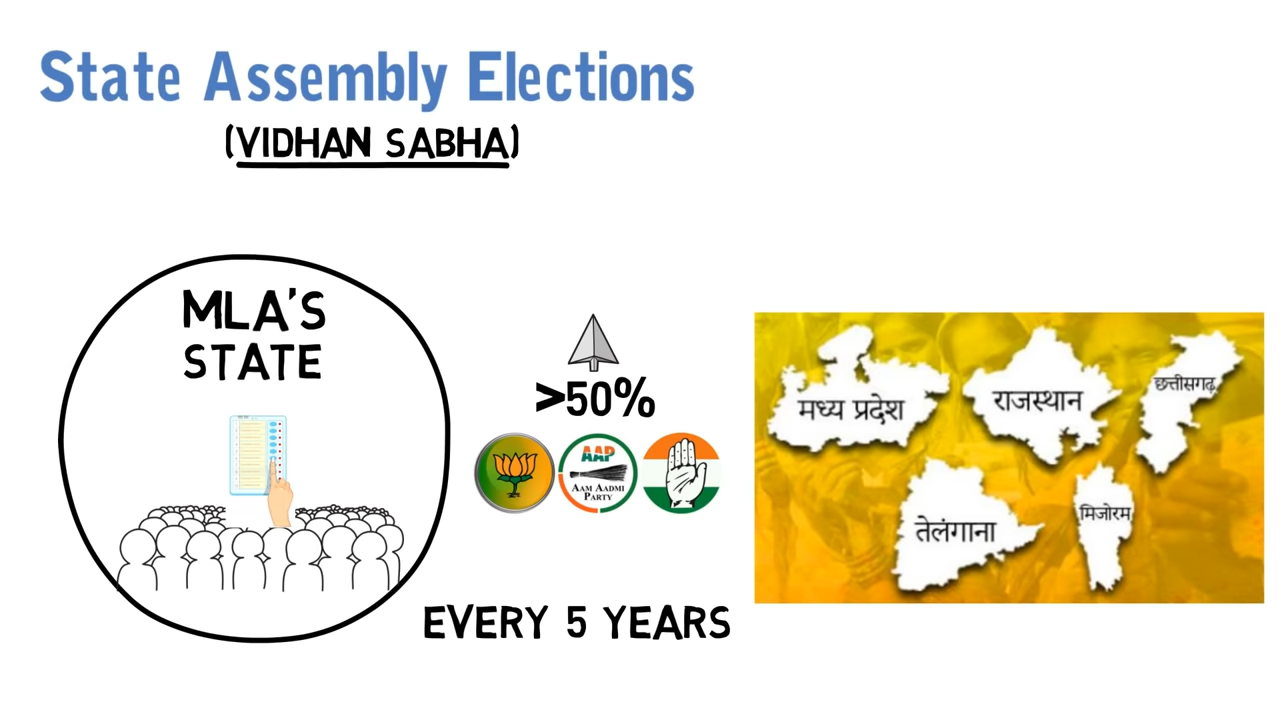 State Assembly Elections
(VIDHAN SABHA)
MLA'S
STATE
>50%
AAP
AAM AADMI
PARTY
EVERY 5 YEARS
मध्य प्रदेश
राजस्थान
छत्तीसगढ़
तेलंगाना
मिजोरम